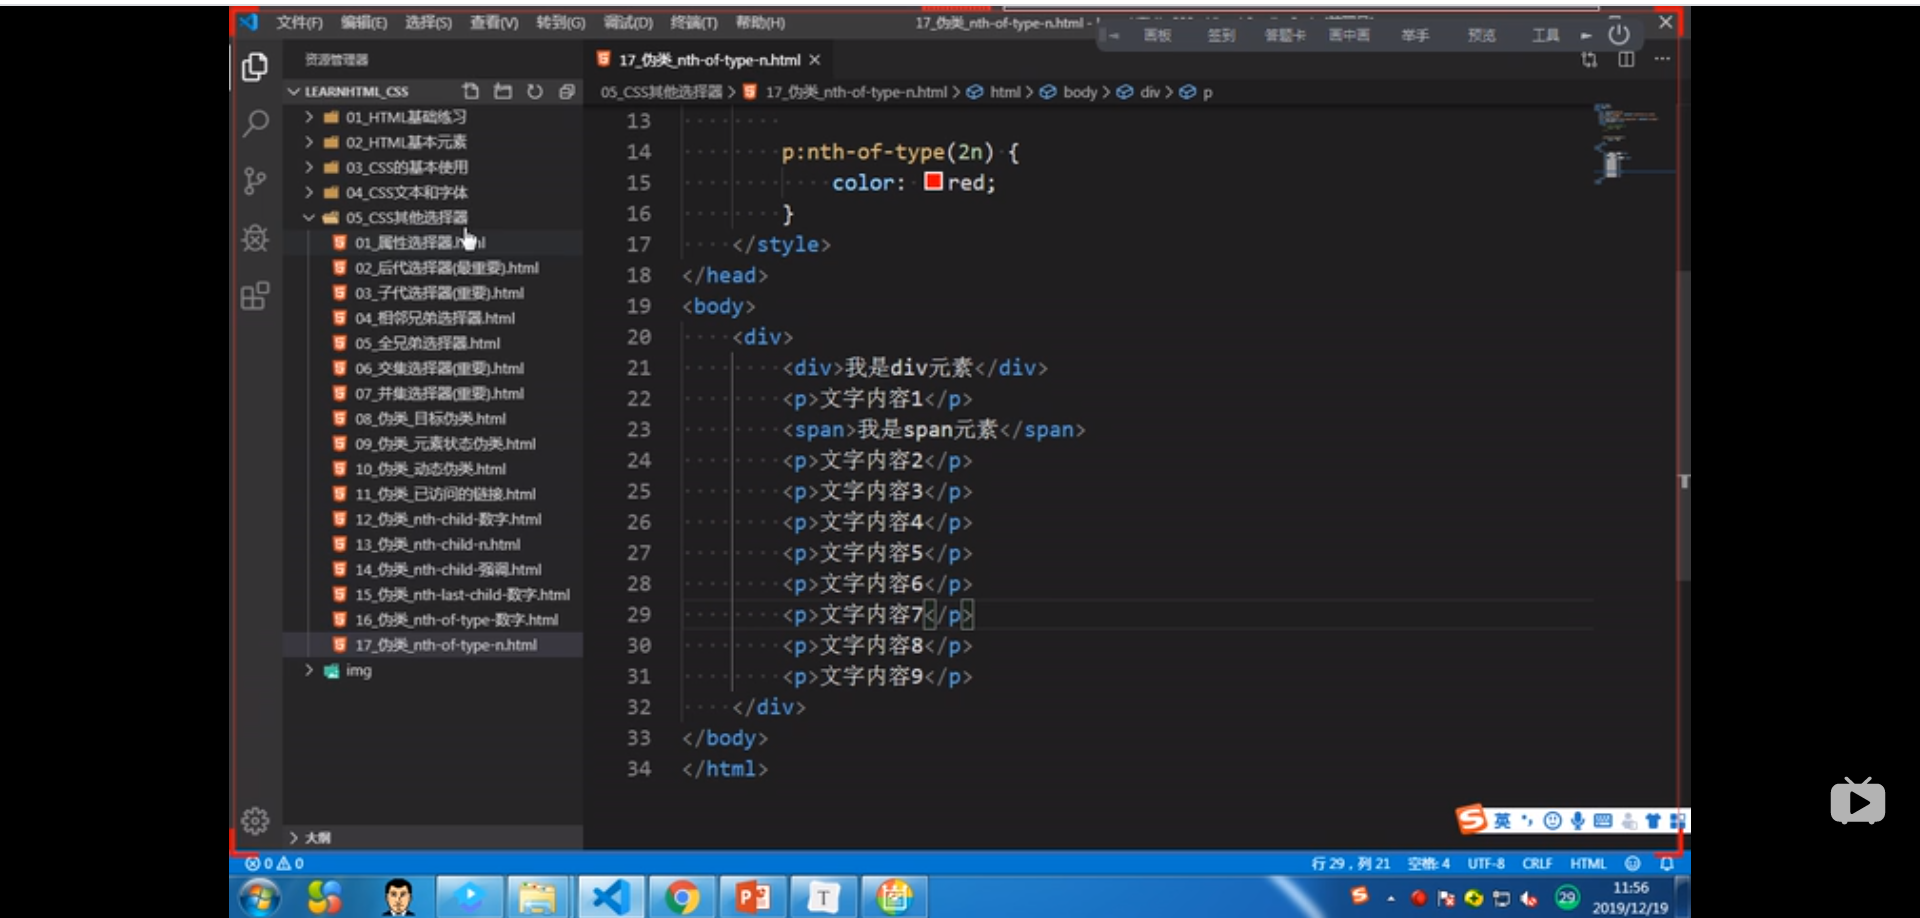 文件(F) 编辑(E) 选择(S) 查看(V) 转到(G) 调试(D) 终端(T) 帮助(H) 17_伪类_nth-of-type-n.html -
画板 签到 答题卡 画中画 举手 预览 工具
资源管理器
17_伪类_nth-of-type-n.html
LEARNHTML_CSS
05_CSS其他选择器 > 17_伪类_nth-of-type-n.html > html > body > div > p
01_HTML基础练习
02_HTML基本元素
03_CSS的基本使用
04_CSS文本和字体
05_CSS其他选择器
01_属性选择器.html
02_后代选择器(最重要).html
03_子代选择器(重要).html
04_相邻兄弟选择器.html
05_全兄弟选择器.html
06_交集选择器(重要).html
07_并集选择器(重要).html
08_伪类_目标伪类.html
09_伪类_元素状态伪类.html
10_伪类_动态伪类.html
11_伪类_已访问的链接.html
12_伪类_nth-child-数字.html
13_伪类_nth-child-n.html
14_伪类_nth-child-强调.html
15_伪类_nth-last-child-数字.html
16_伪类_nth-of-type-数字.html
17_伪类_nth-of-type-n.html
img
大纲
13
14 p:nth-of-type(2n) {
15 color: red;
16 }
17 </style>
18 </head>
19 <body>
20 <div>
21 <div>我是div元素</div>
22 <p>文字内容1</p>
23 <span>我是span元素</span>
24 <p>文字内容2</p>
25 <p>文字内容3</p>
26 <p>文字内容4</p>
27 <p>文字内容5</p>
28 <p>文字内容6</p>
29 <p>文字内容7</p>
30 <p>文字内容8</p>
31 <p>文字内容9</p>
32 </div>
33 </body>
34 </html>
英
0 0 行 29，列 21 空格: 4 UTF-8 CRLF HTML
29
11:56
2019/12/19